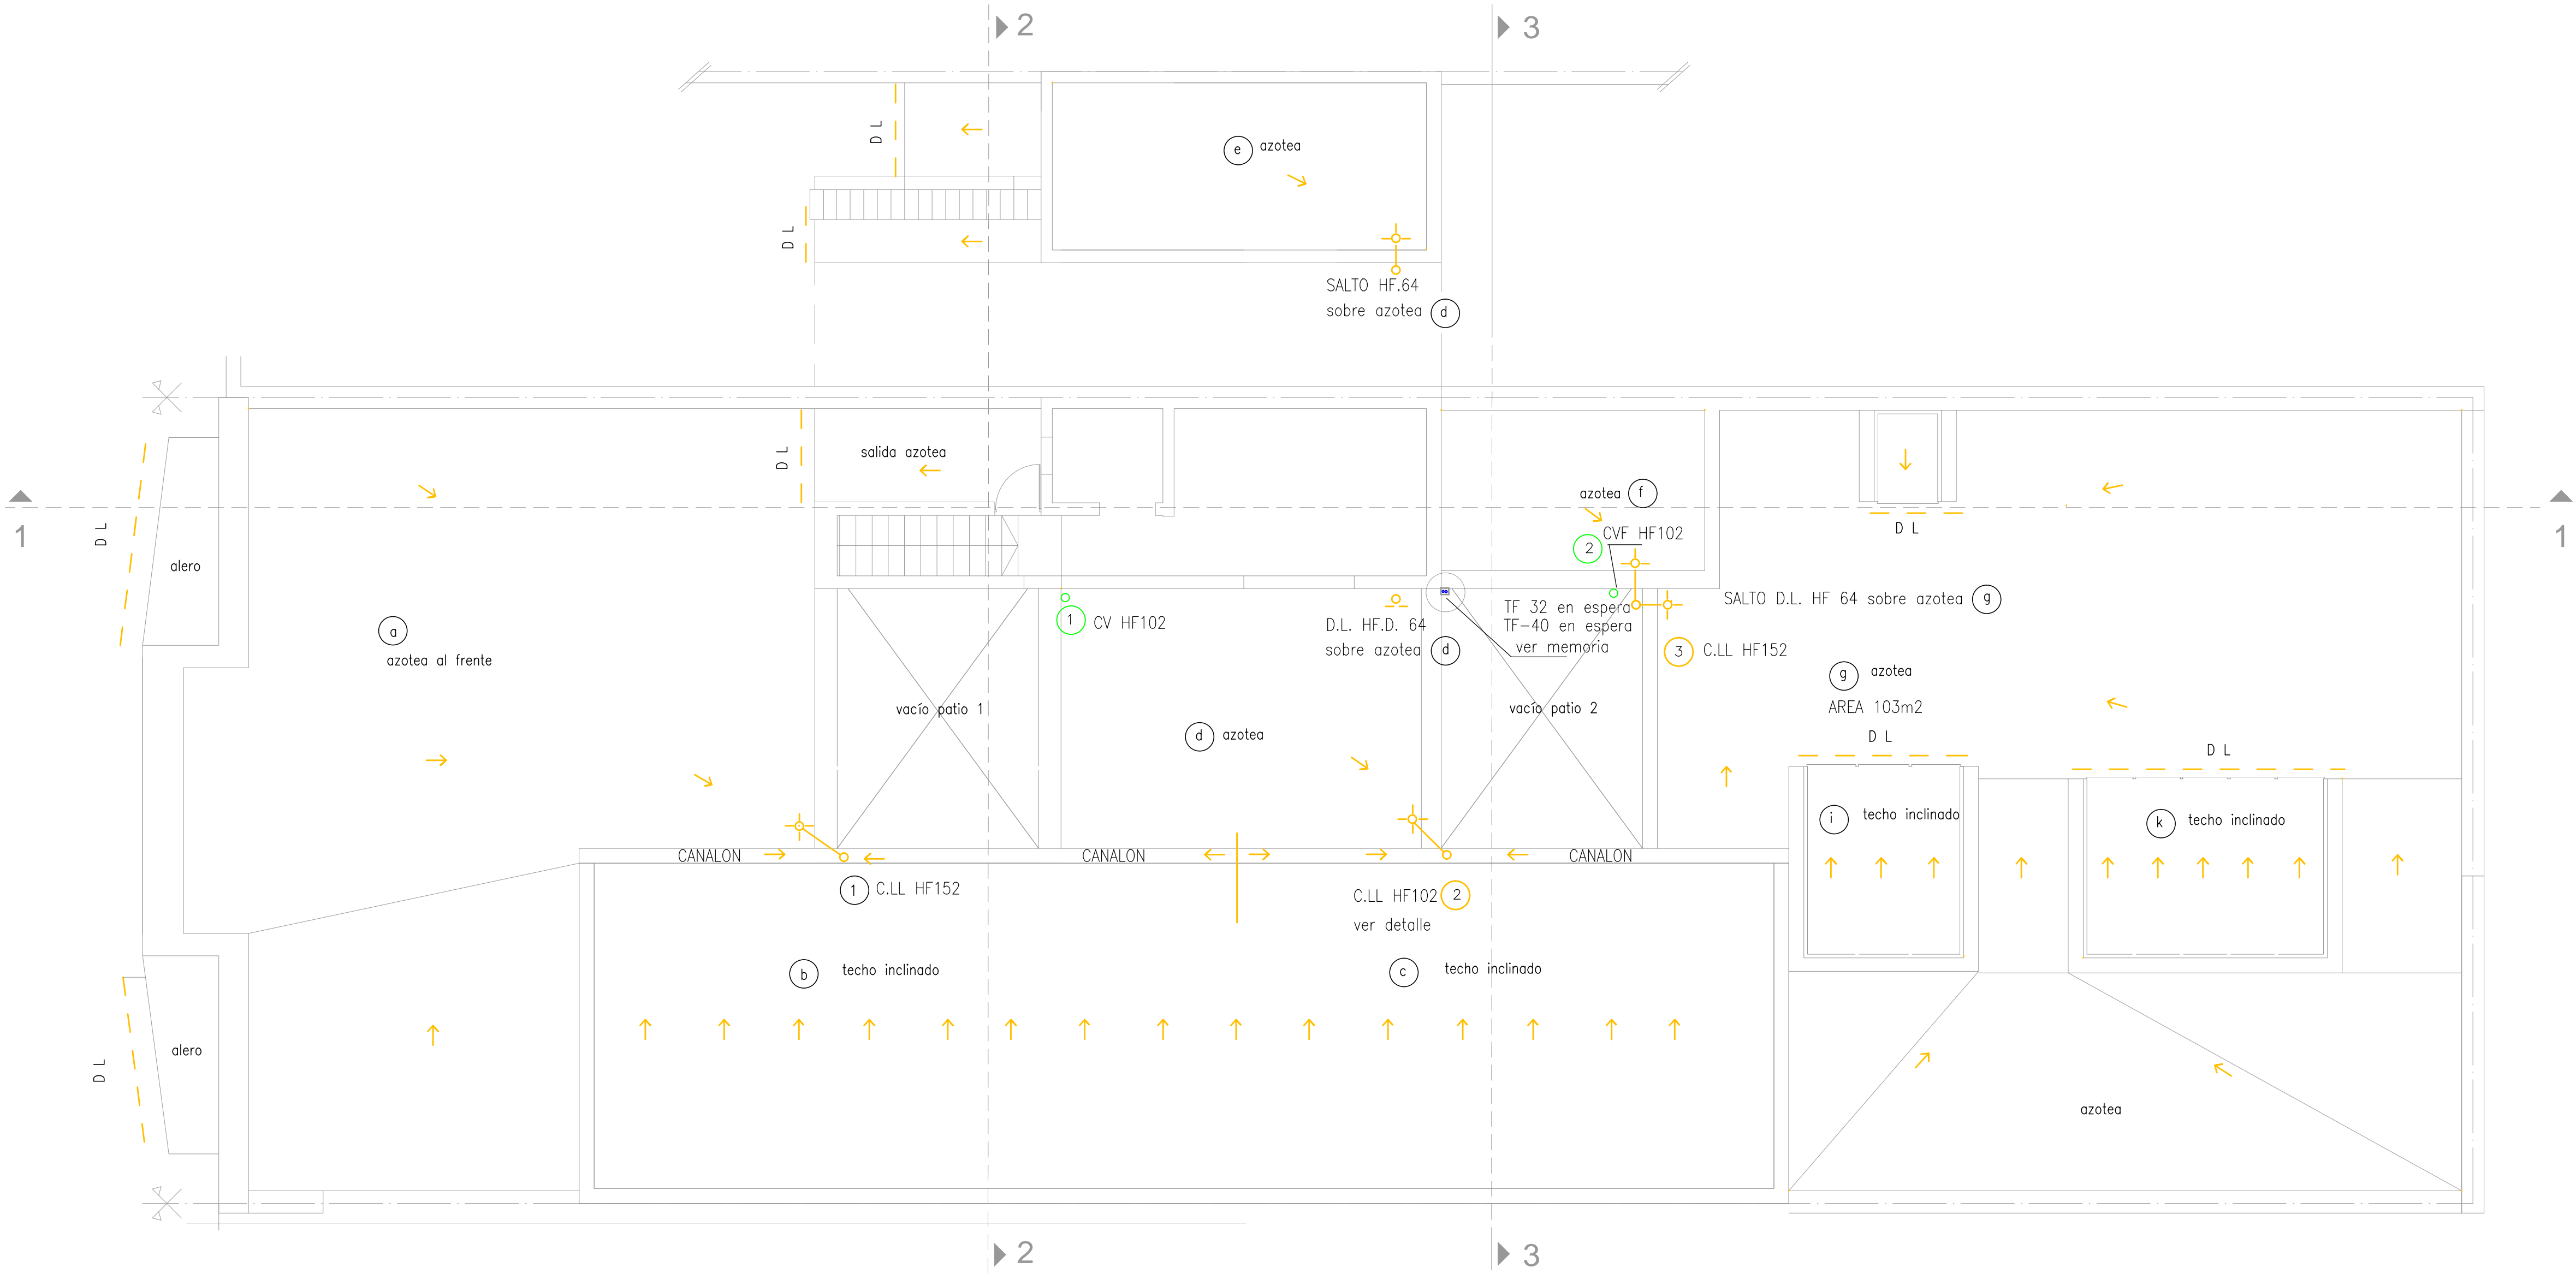 2
3
D L
e azotea
D L
SALTO HF.64
sobre azotea d
D L
salida azotea
azotea f
1
1
D L
CVF HF102
2
D L
alero
SALTO D.L. HF 64 sobre azotea g
TF 32 en espera
TF-40 en espera
ver memoria
1 CV HF102
D.L. HF.D. 64
sobre azotea d
3 C.LL HF152
a
azotea al frente
g azotea
AREA 103m2
vacío patio 1
vacío patio 2
d azotea
D L
D L
i techo inclinado
k techo inclinado
CANALON
CANALON
CANALON
1 C.LL HF152
C.LL HF102 2
ver detalle
b techo inclinado
c techo inclinado
alero
D L
azotea
2
3